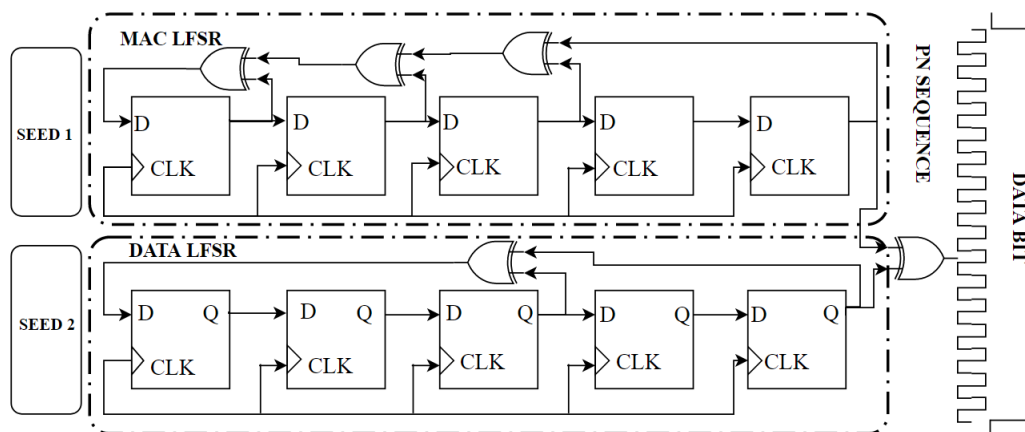 MAC LFSR
SEED 1
D
D
D
D
D
CLK
CLK
CLK
CLK
CLK
PN SEQUENCE
DATA BIT
DATA LFSR
SEED 2
D Q
D Q
D Q
D Q
D Q
CLK
CLK
CLK
CLK
CLK